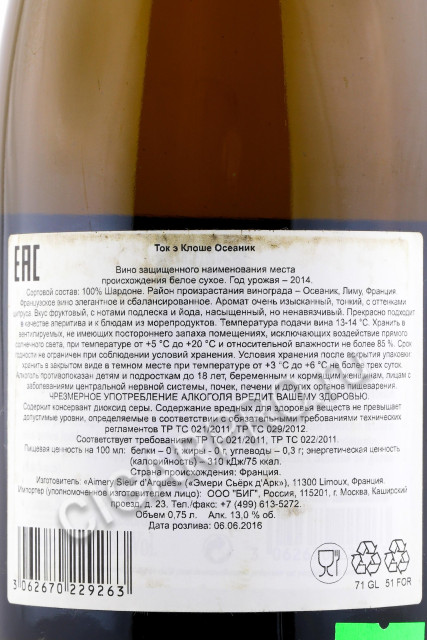 EAC
Ток э Клоше Осеаник
Вино защищенного наименования места
происхождения белое сухое. Год урожая – 2014.
Сортовой состав: 100% Шардоне. Район произрастания винограда – Осеаник, Лиму, Франция
Французское вино элегантное и сбалансированное. Аромат очень изысканный, тонкий, с оттенками
цитруса. Вкус фруктовый, с нотами подлеска и йода, насыщенный, но ненавязчивый. Прекрасно подходит
в качестве аперитива и к блюдам из морепродуктов. Температура подачи вина 13-14 °C. Хранить в
вентилируемых, не имеющих постороннего запаха помещениях, исключающих воздействие прямого
солнечного света, при температуре от +5 °C до +20 °C и относительной влажности не более 85 %. Срок
годности не ограничен при соблюдении условий хранения. Условия хранения после вскрытия упаковки
хранить в закрытом виде в темном месте при температуре от +3 °C до +6 °C не более трех суток.
Алкоголь противопоказан детям и подросткам до 18 лет, беременным и кормящим женщинам, лицам с
заболеваниями центральной нервной системы, почек, печени и других органов пищеварения.
ЧРЕЗМЕРНОЕ УПОТРЕБЛЕНИЕ АЛКОГОЛЯ ВРЕДИТ ВАШЕМУ ЗДОРОВЬЮ.
Содержит консервант диоксид серы. Содержание вредных для здоровья веществ не превышает
допустимые уровни, определяемые в соответствии с обязательными требованиями технических
регламентов ТР ТС 021/2011, ТР ТС 029/2012.
Соответствует требованиям ТР ТС 021/2011, ТР ТС 022/2011.
Пищевая ценность на 100 мл: белки – 0 г, жиры – 0 г, углеводы – 0,3 г; энергетическая ценность
(калорийность) – 310 кДж/75 ккал.
Страна происхождения: Франция.
Изготовитель: «Aimery Sieur d'Arques» («Эмери Сьёрк д'Арк»), 11300 Limoux, Франция.
Импортер (уполномоченное изготовителем лицо): ООО "БИГ", Россия, 115201, г. Москва, Каширский
проезд, д. 23. Тел./факс: +7 (499) 613-5272.
Объем 0,75 л. Алк. 13,0 % об.
Дата розлива: 06.06.2016
3 062670 229263
71 GL 51 FOR